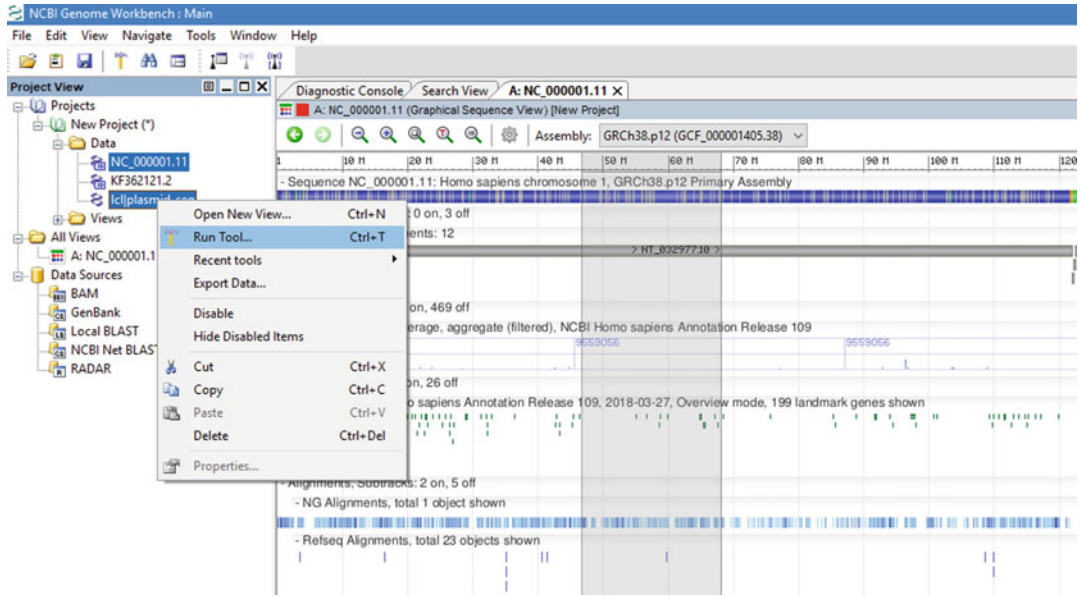 NCBI Genome Workbench : Main
File Edit View Navigate Tools Window Help
Project View
Projects
New Project (*)
Data
NC_000001.11
KF362121.2
lcl|plasmid_seq
Views
All Views
A: NC_000001.1
Data Sources
BAM
GenBank
Local BLAST
NCBI Net BLAST
RADAR
Open New View... Ctrl+N
Run Tool... Ctrl+T
Recent tools
Export Data...
Disable
Hide Disabled Items
Cut Ctrl+X
Copy Ctrl+C
Paste Ctrl+V
Delete Ctrl+Del
Properties...
Diagnostic Console Search View A: NC_000001.11
A: NC_000001.11 (Graphical Sequence View) [New Project]
Assembly: GRCh38.p12 (GCF_000001405.38)
1 10 M 20 M 30 M 40 M 50 M 60 M 70 M 80 M 90 M 100 M 110 M 120
- Sequence NC_000001.11: Homo sapiens chromosome 1, GRCh38.p12 Primary Assembly
: 0 on, 3 off
ents: 12
> NT_032977.10 >
on, 469 off
erage, aggregate (filtered), NCBI Homo sapiens Annotation Release 109
9559056 9559056
on, 26 off
o sapiens Annotation Release 109, 2018-03-27, Overview mode, 199 landmark genes shown
- Alignments, Subtracks: 2 on, 5 off
- NG Alignments, total 1 object shown
- Refseq Alignments, total 23 objects shown